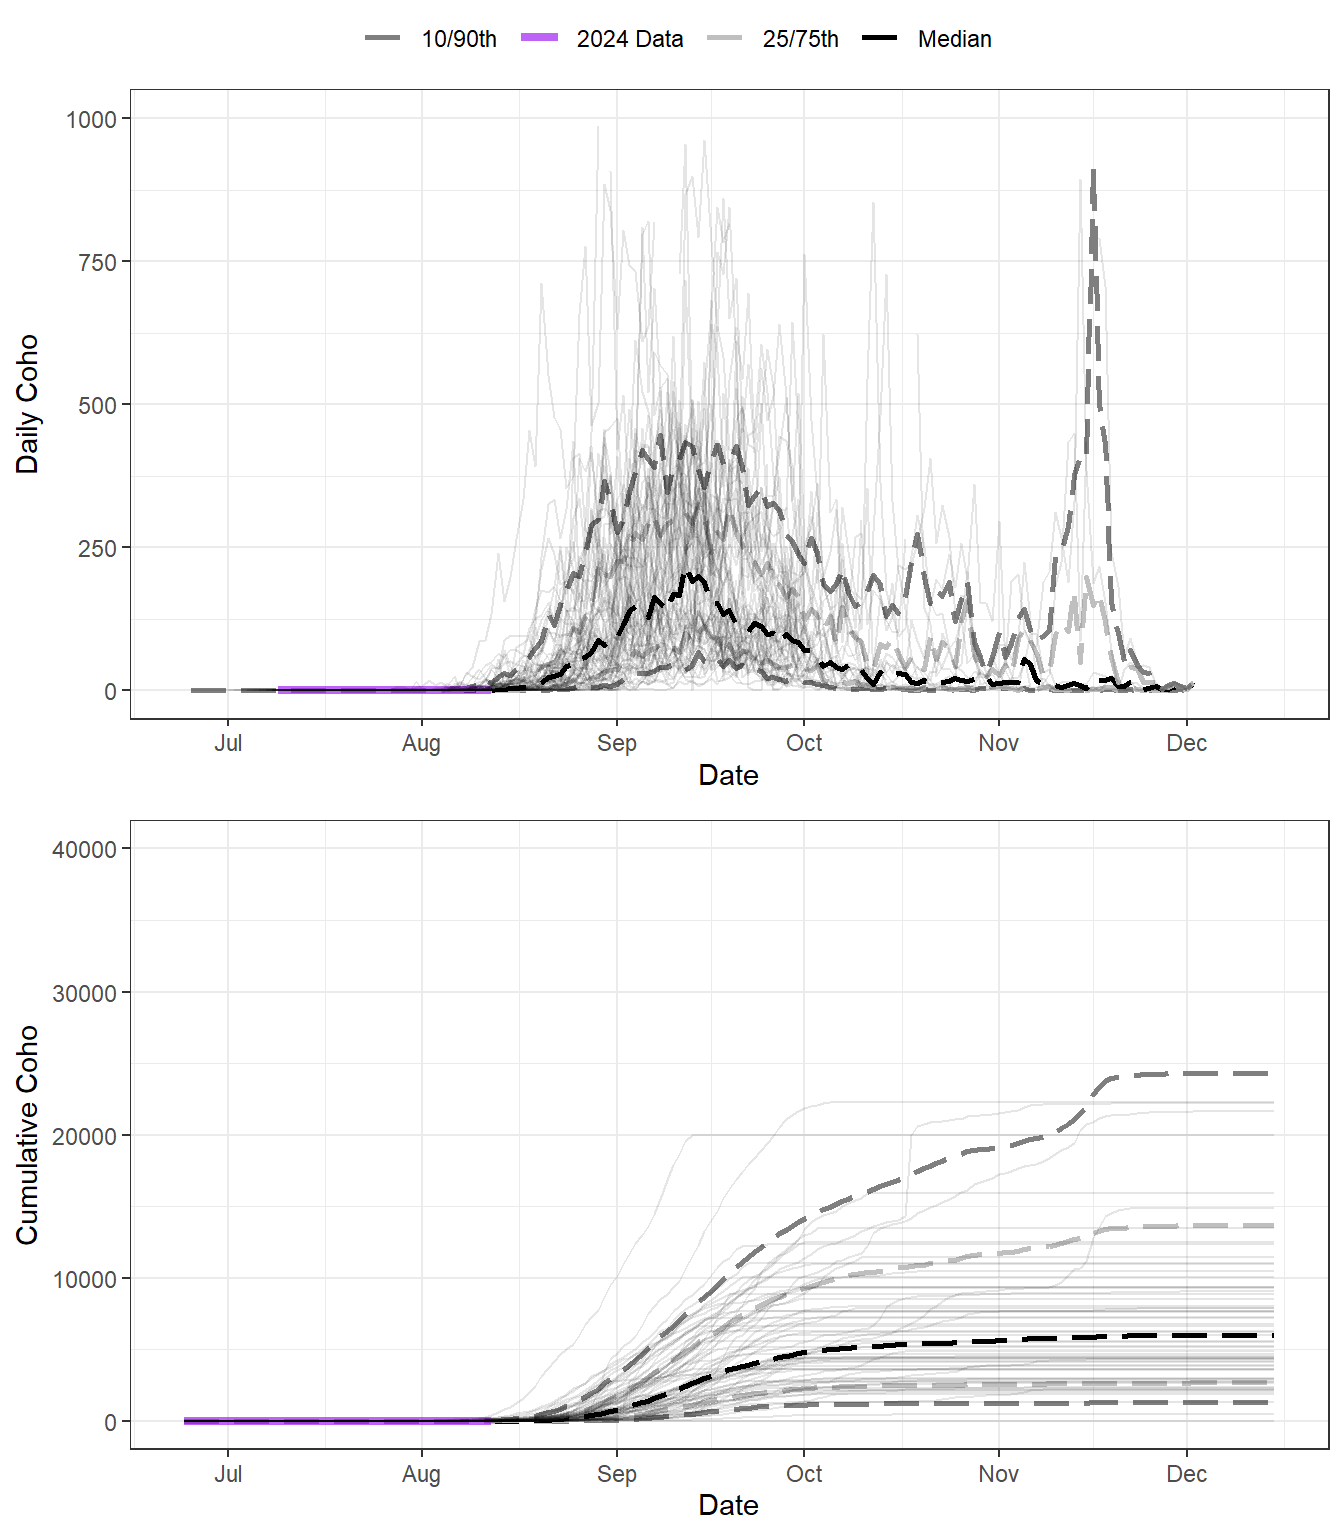 10/90th 2024 Data 25/75th Median
1000
750
500
250
0
Daily Coho
Jul Aug Sep Oct Nov Dec
Date
40000
30000
20000
10000
0
Cumulative Coho
Jul Aug Sep Oct Nov Dec
Date